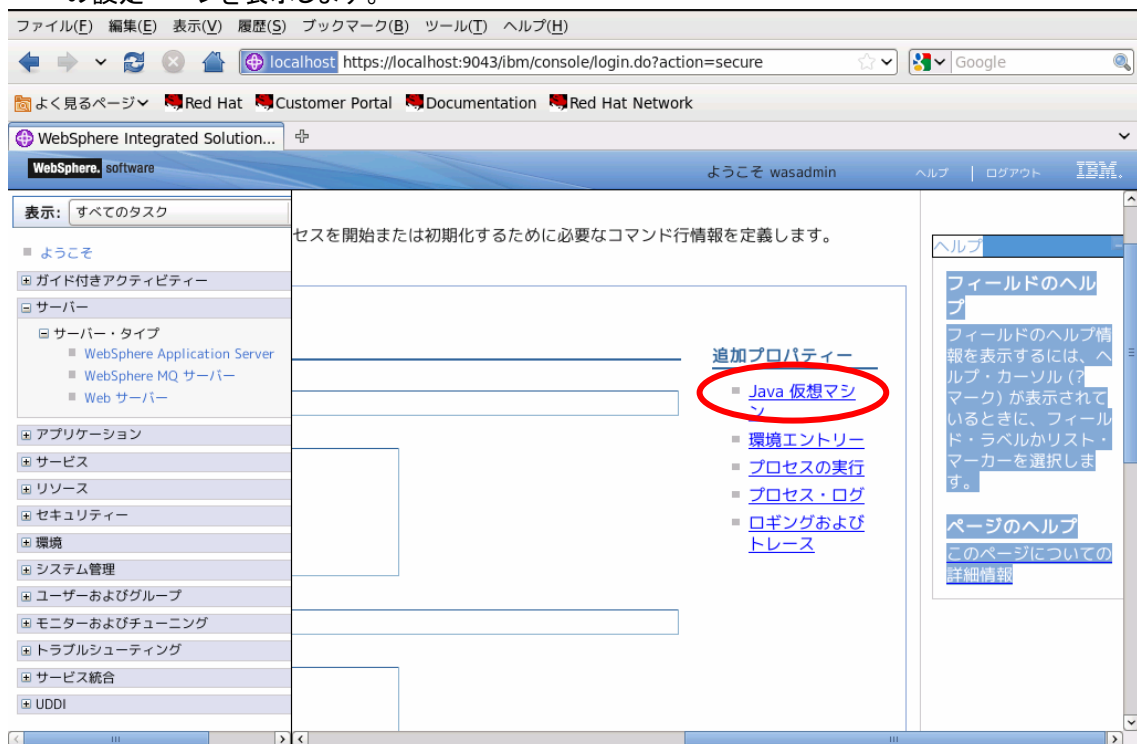 の設定ページを表示します。
ファイル(F) 編集(E) 表示(V) 履歴(S) ブックマーク(B) ツール(T) ヘルプ(H)
localhost https://localhost:9043/ibm/console/login.do?action=secure
Google
よく見るページ Red Hat Customer Portal Documentation Red Hat Network
WebSphere Integrated Solution...
WebSphere. software
ようこそ wasadmin
ヘルプ | ログアウト
IBM.
表示: すべてのタスク
ようこそ
ガイド付きアクティビティー
サーバー
サーバー・タイプ
WebSphere Application Server
WebSphere MQ サーバー
Web サーバー
アプリケーション
サービス
リソース
セキュリティー
環境
システム管理
ユーザーおよびグループ
モニターおよびチューニング
トラブルシューティング
サービス統合
UDDI
セスを開始または初期化するために必要なコマンド行情報を定義します。
追加プロパティー
Java 仮想マシ
ン
環境エントリー
プロセスの実行
プロセス・ログ
ロギングおよび
トレース
ヘルプ
フィールドのヘル
プ
フィールドのヘルプ情
報を表示するには、ヘ
ルプ・カーソル (?
マーク) が表示されて
いるときに、フィール
ド・ラベルかリスト・
マーカーを選択しま
す。
ページのヘルプ
このページについての
詳細情報